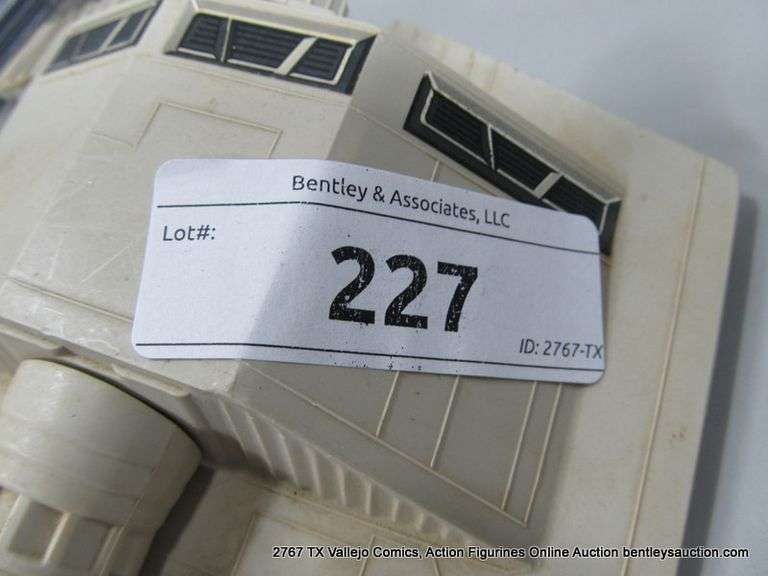 Bentley & Associates, LLC
Lot#:
227
ID: 2767-TX
2767 TX Vallejo Comics, Action Figurines Online Auction bentleysauction.com